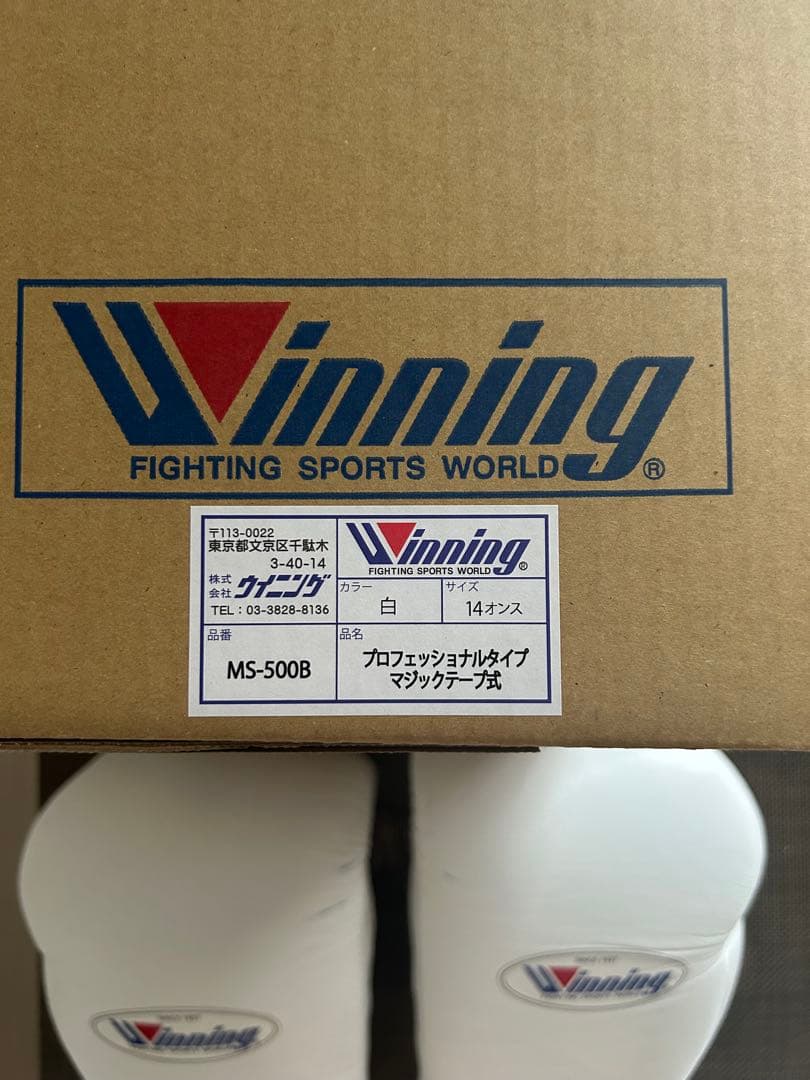 Winning
FIGHTING SPORTS WORLD®
〒113-0022
東京都文京区千駄木
3-40-14
株式会社 ウイニング
TEL：03-3828-8136
Winning
FIGHTING SPORTS WORLD®
カラー
白
サイズ
14オンス
品番
MS-500B
品名
プロフェッショナルタイプ
マジックテープ式
Winning
Winning